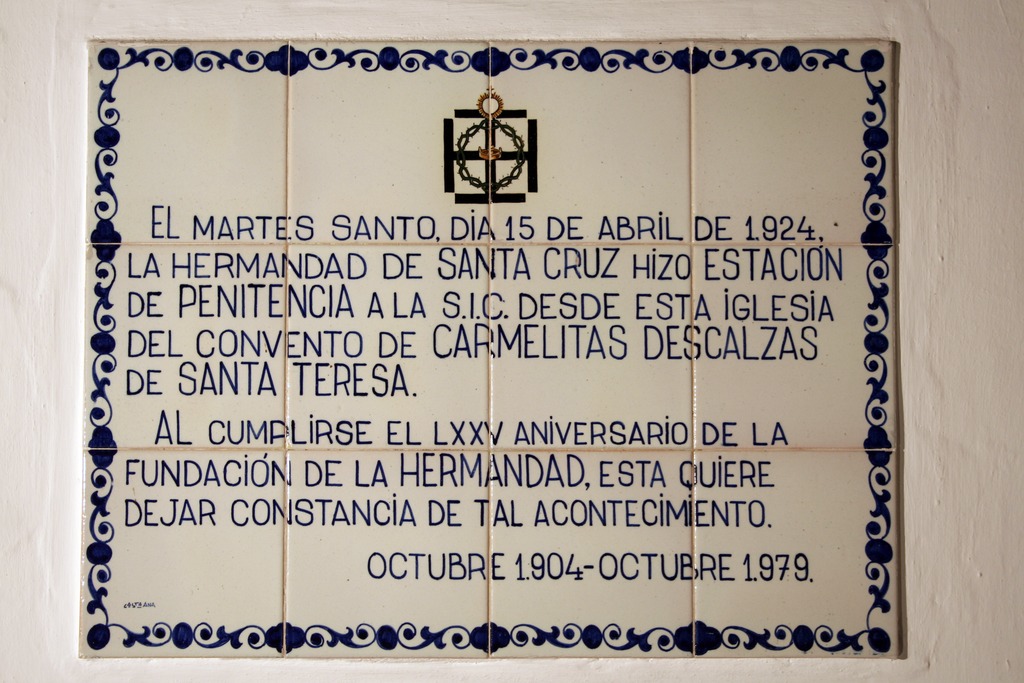 EL MARTES SANTO, DÍA 15 DE ABRIL DE 1.924,
LA HERMANDAD DE SANTA CRUZ HIZO ESTACIÓN
DE PENITENCIA A LA S.I.C. DESDE ESTA IGLESIA
DEL CONVENTO DE CARMELITAS DESCALZAS
DE SANTA TERESA.
AL CUMPLIRSE EL LXXV ANIVERSARIO DE LA
FUNDACIÓN DE LA HERMANDAD, ESTA QUIERE
DEJAR CONSTANCIA DE TAL ACONTECIMIENTO.
OCTUBRE 1.904-OCTUBRE 1.979.